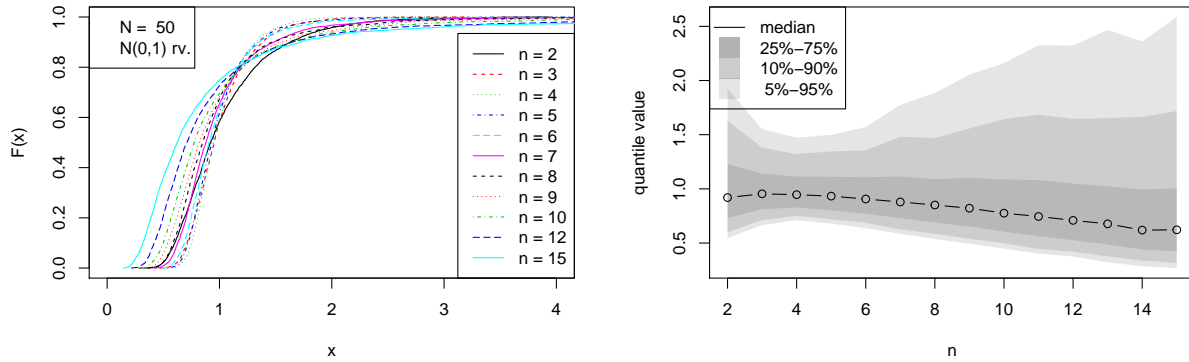 N = 50
N(0,1) rv.
n = 2
n = 3
n = 4
n = 5
n = 6
n = 7
n = 8
n = 9
n = 10
n = 12
n = 15
F(x)
0.0 0.2 0.4 0.6 0.8 1.0
0 1 2 3 4
x
median
25%−75%
10%−90%
5%−95%
quantile value
0.5 1.0 1.5 2.0 2.5
2 4 6 8 10 12 14
n